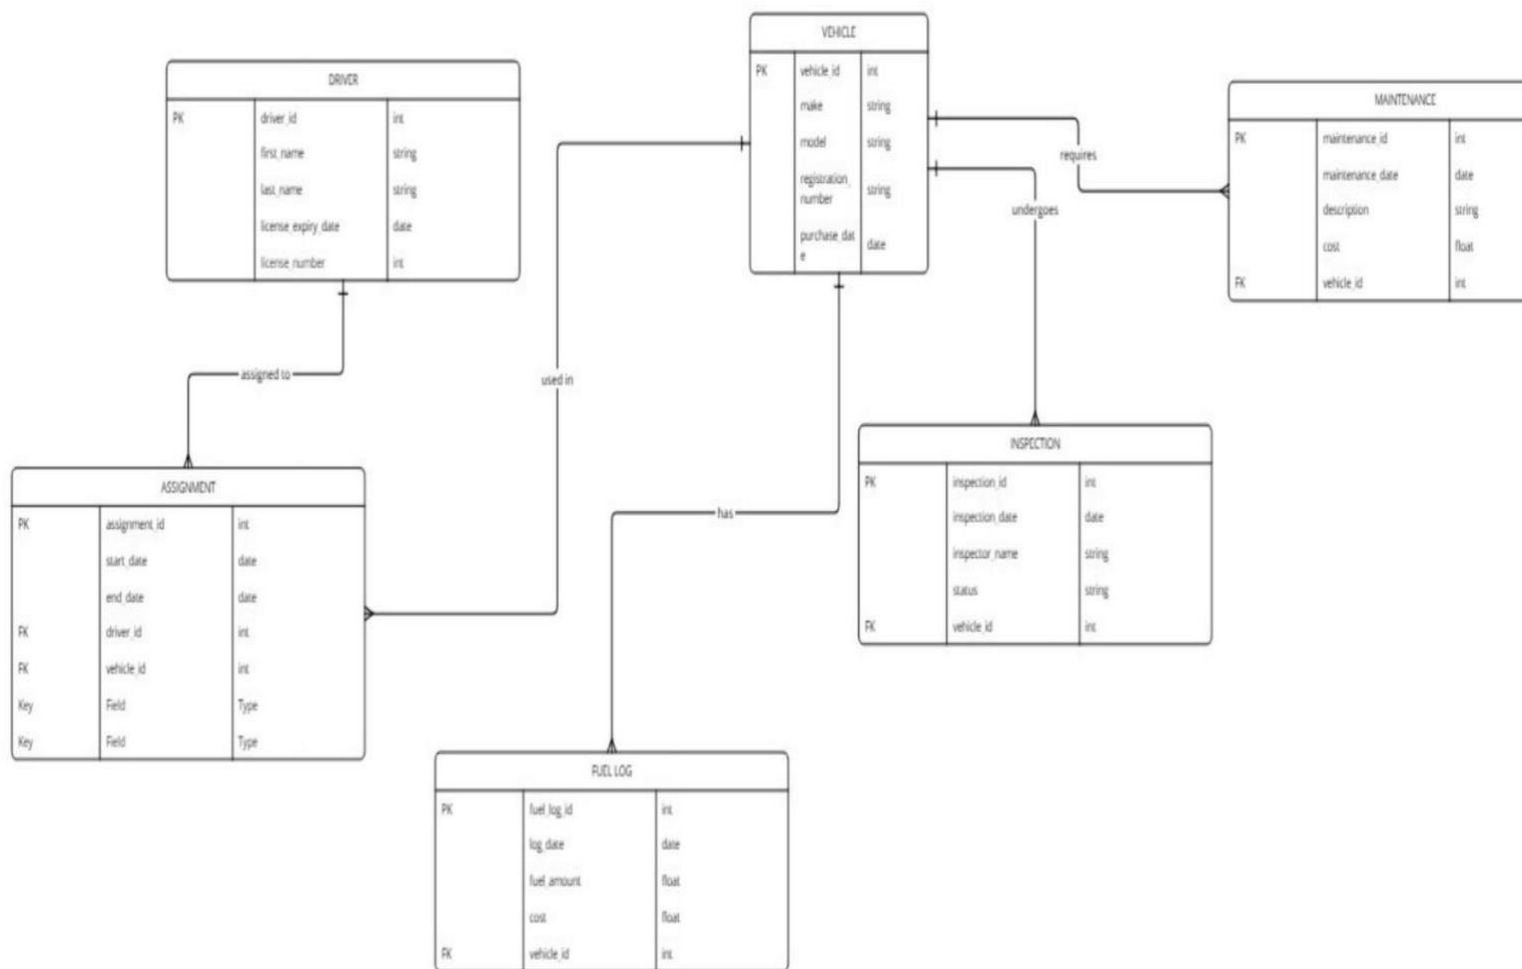 VEHICLE
PK vehicle_id int
make string
model string
registration_
number string
purchase_dat
e date
DRIVER
PK driver_id int
first_name string
last_name string
license_expiry_date date
license_number int
MAINTENANCE
PK maintenance_id int
maintenance_date date
description string
cost float
FK vehicle_id int
requires
undergoes
assigned to
used in
has
INSPECTION
PK inspection_id int
inspection_date date
inspector_name string
status string
FK vehicle_id int
ASSIGNMENT
PK assignment_id int
start_date date
end_date date
FK driver_id int
FK vehicle_id int
Key Field Type
Key Field Type
FUEL LOG
PK fuel_log_id int
log_date date
fuel_amount float
cost float
FK vehicle_id int